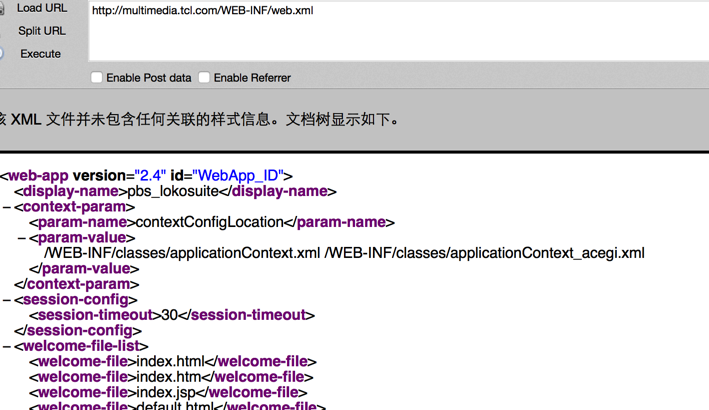 Load URL
http://multimedia.tcl.com/WEB-INF/web.xml
Split URL
Execute
Enable Post data Enable Referrer
该 XML 文件并未包含任何关联的样式信息。文档树显示如下。
<web-app version="2.4" id="WebApp_ID">
<display-name>pbs_lokosuite</display-name>
–<context-param>
<param-name>contextConfigLocation</param-name>
–<param-value>
/WEB-INF/classes/applicationContext.xml /WEB-INF/classes/applicationContext_acegi.xml
</param-value>
</context-param>
–<session-config>
<session-timeout>30</session-timeout>
</session-config>
–<welcome-file-list>
<welcome-file>index.html</welcome-file>
<welcome-file>index.htm</welcome-file>
<welcome-file>index.jsp</welcome-file>
<welcome-file>default.html</welcome-file>